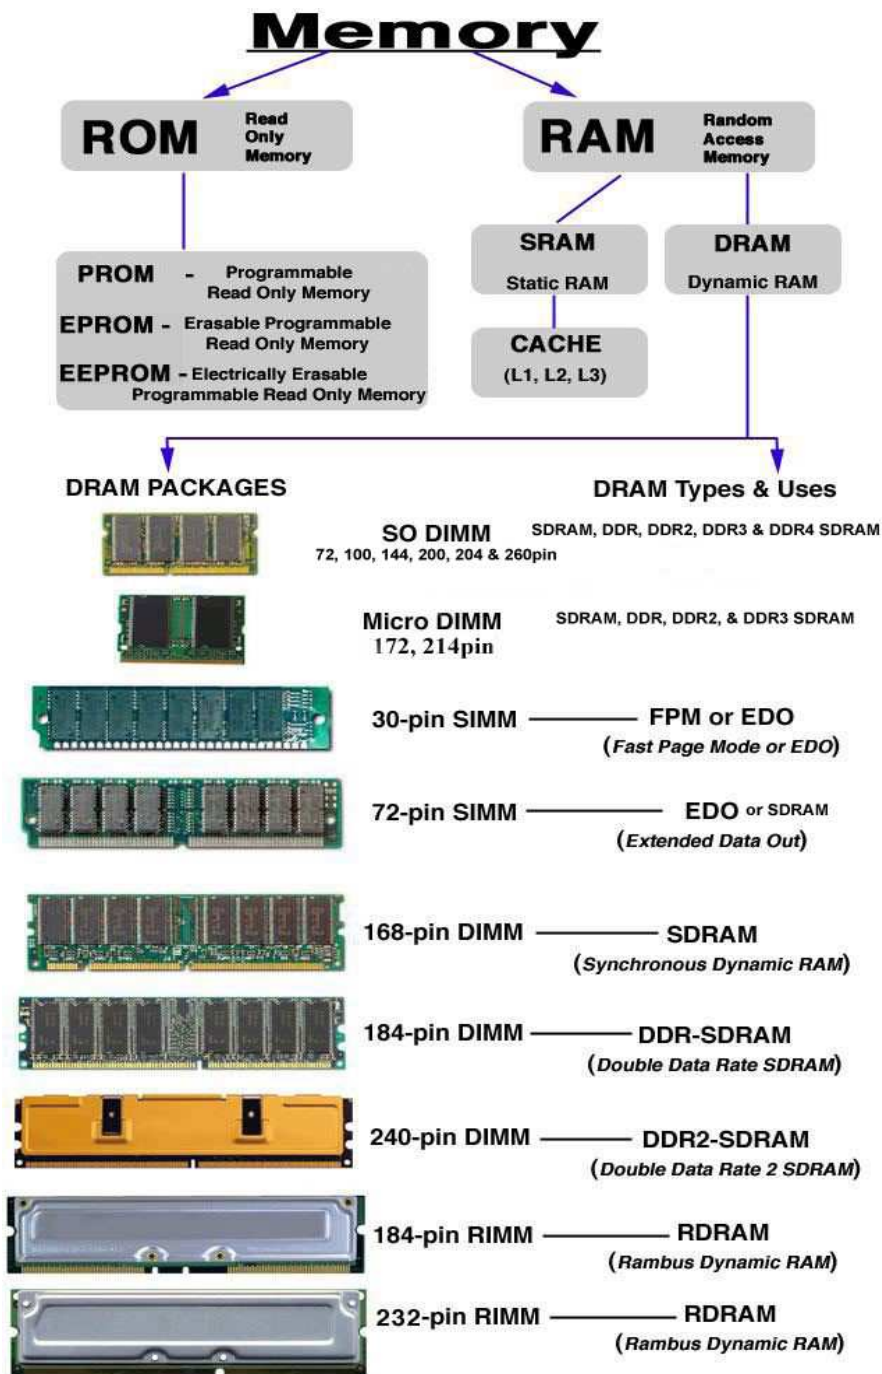 Memory
ROM
Read
Only
Memory
RAM
Random
Access
Memory
PROM - Programmable
Read Only Memory
EPROM - Erasable Programmable
Read Only Memory
EEPROM - Electrically Erasable
Programmable Read Only Memory
SRAM
Static RAM
DRAM
Dynamic RAM
CACHE
(L1, L2, L3)
DRAM PACKAGES
DRAM Types & Uses
SO DIMM
72, 100, 144, 200, 204 & 260pin
SDRAM, DDR, DDR2, DDR3 & DDR4 SDRAM
Micro DIMM
172, 214pin
SDRAM, DDR, DDR2, & DDR3 SDRAM
30-pin SIMM
FPM or EDO
(Fast Page Mode or EDO)
72-pin SIMM
EDO or SDRAM
(Extended Data Out)
168-pin DIMM
SDRAM
(Synchronous Dynamic RAM)
184-pin DIMM
DDR-SDRAM
(Double Data Rate SDRAM)
240-pin DIMM
DDR2-SDRAM
(Double Data Rate 2 SDRAM)
184-pin RIMM
RDRAM
(Rambus Dynamic RAM)
232-pin RIMM
RDRAM
(Rambus Dynamic RAM)